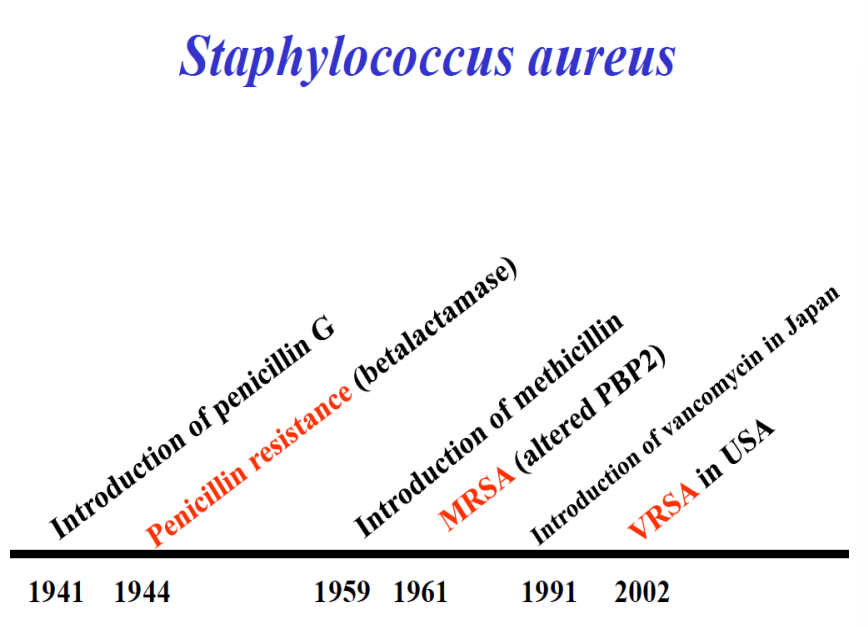 Staphylococcus aureus
Introduction of penicillin G
Penicillin resistance (betalactamase)
Introduction of methicillin
MRSA (altered PBP2)
Introduction of vancomycin in Japan
VRSA in USA
1941 1944 1959 1961 1991 2002